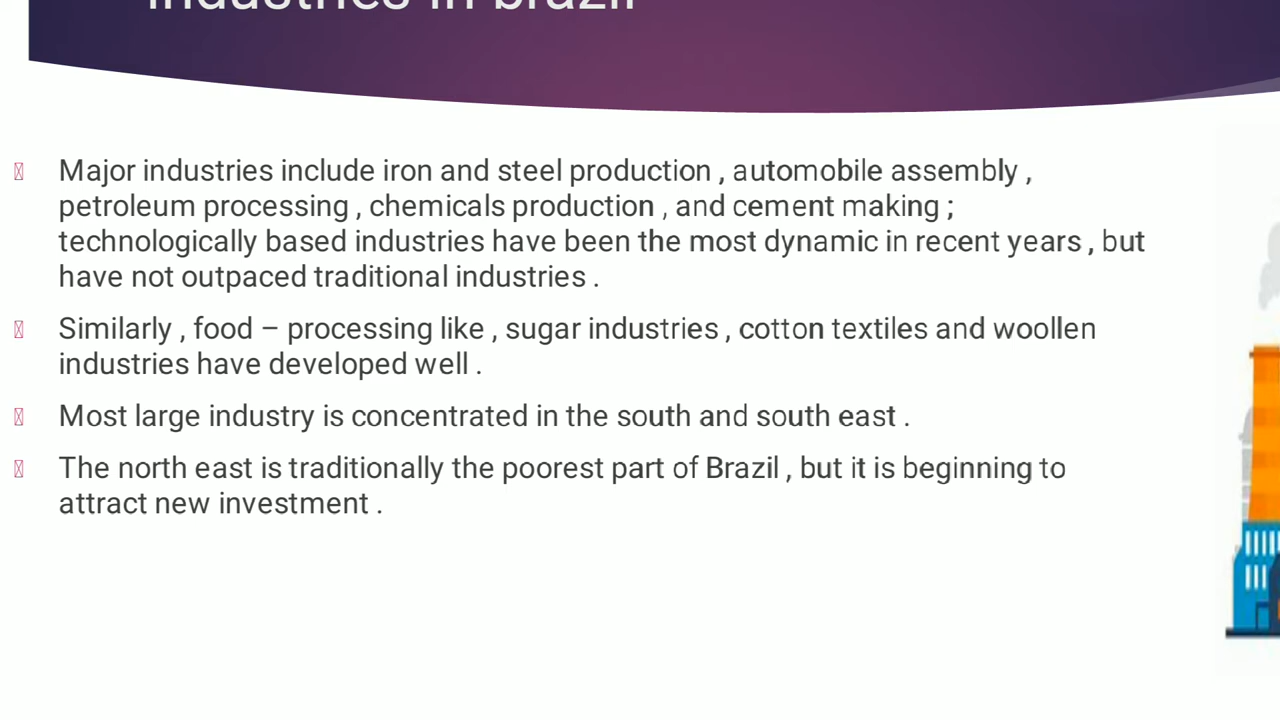 industries in brazil
Major industries include iron and steel production , automobile assembly ,
petroleum processing , chemicals production , and cement making ;
technologically based industries have been the most dynamic in recent years , but
have not outpaced traditional industries .
Similarly , food – processing like , sugar industries , cotton textiles and woollen
industries have developed well .
Most large industry is concentrated in the south and south east .
The north east is traditionally the poorest part of Brazil , but it is beginning to
attract new investment .